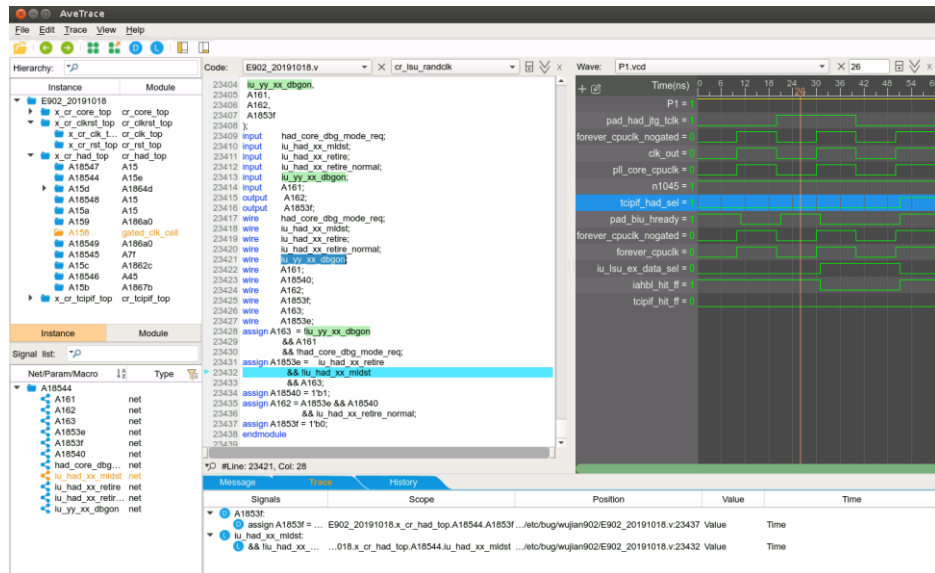 AveTrace
File Edit Trace View Help
Hierarchy:
Instance Module
E902_20191018
x_cr_core_top cr_core_top
x_cr_clkrst_top cr_clkrst_top
x_cr_clk_t... cr_clk_top
x_cr_rst_top cr_rst_top
x_cr_had_top cr_had_top
A18547 A15
A18544 A15e
A15d A1864d
A18548 A15
A15a A15
A159 A186a0
A158 gated_clk_cell
A18549 A186a0
A18545 A7f
A15c A1862c
A18546 A45
A15b A1867b
x_cr_tcipif_top cr_tcipif_top
Instance Module
Signal list:
Net/Param/Macro Type
A18544
A161 net
A162 net
A163 net
A1853e net
A1853f net
A18540 net
had_core_dbg... net
iu_had_xx_mldst net
iu_had_xx_retire net
iu_had_xx_retir... net
iu_yy_xx_dbgon net
Code: E902_20191018.v cr_lsu_randclk
23404 iu_yy_xx_dbgon,
23405 A161,
23406 A162,
23407 A1853f
23408 );
23409 input had_core_dbg_mode_req;
23410 input iu_had_xx_mldst;
23411 input iu_had_xx_retire;
23412 input iu_had_xx_retire_normal;
23413 input iu_yy_xx_dbgon;
23414 input A161;
23415 output A162;
23416 output A1853f;
23417 wire had_core_dbg_mode_req;
23418 wire iu_had_xx_mldst;
23419 wire iu_had_xx_retire;
23420 wire iu_had_xx_retire_normal;
23421 wire iu_yy_xx_dbgon;
23422 wire A161;
23423 wire A18540;
23424 wire A162;
23425 wire A1853f;
23426 wire A163;
23427 wire A1853e;
23428 assign A163 = !iu_yy_xx_dbgon
23429 && A161
23430 && !had_core_dbg_mode_req;
23431 assign A1853e = iu_had_xx_retire
23432 && !iu_had_xx_mldst
23433 && A163;
23434 assign A18540 = 1'b1;
23435 assign A162 = A1853e && A18540
23436 && iu_had_xx_retire_normal;
23437 assign A1853f = 1'b0;
23438 endmodule
23439
#Line: 23421, Col: 28
Wave: P1.vcd 26
Time(ns) 0 6 12 18 24 30 36 42 48 54
26
P1 = 1
pad_had_jtg_tclk = 1
forever_cpuclk_nogated = 0
clk_out = 0
pll_core_cpuclk = 0
n1045 = 1
tcipif_had_sel = 1
pad_biu_hready = 1
forever_cpuclk_nogated = 0
forever_cpuclk = 0
iu_lsu_ex_data_sel = 0
iahbl_hit_ff = 1
tcipif_hit_ff = 0
Message Trace History
Signals Scope Position Value Time
A1853f:
assign A1853f = ... E902_20191018.x_cr_had_top.A18544.A1853f .../etc/bug/wujian902/E902_20191018.v:23437 Value Time
iu_had_xx_mldst:
&& !iu_had_xx_... ...018.x_cr_had_top.A18544.iu_had_xx_mldst .../etc/bug/wujian902/E902_20191018.v:23432 Value Time